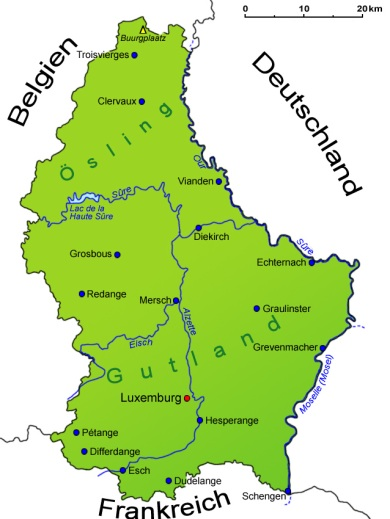 0 10 20 km
Buurgplatz
Troisvierges
Belgien
Deutschland
Clervaux
Ösling
Our
Vianden
Sûre
Lac de la
Haute Sûre
Diekirch
Sûre
Grosbous
Echternach
Redange
Mersch
Alzette
Graulinster
Eisch
Grevenmacher
Gutland
Moselle (Mosel)
Luxemburg
Hesperange
Pétange
Differdange
Esch
Dudelange
Schengen
Frankreich